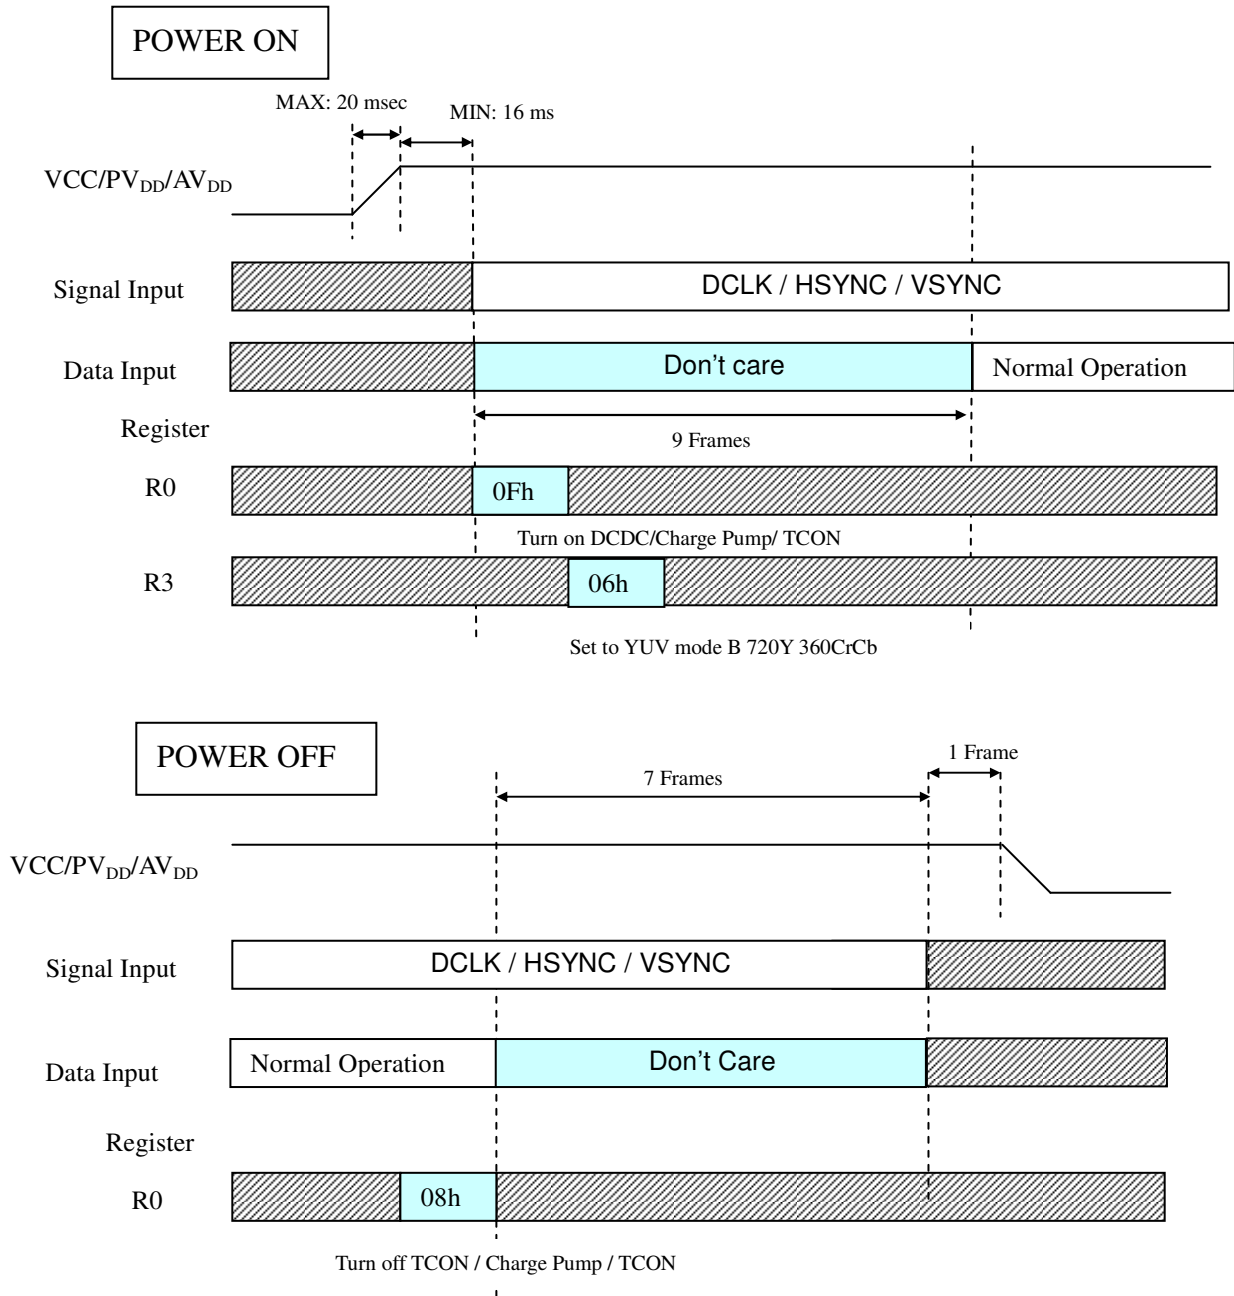 POWER ON
MAX: 20 msec
MIN: 16 ms
VCC/PVDD/AVDD
Signal Input
DCLK / HSYNC / VSYNC
Data Input
Don't care
Normal Operation
Register
9 Frames
R0
0Fh
Turn on DCDC/Charge Pump/ TCON
R3
06h
Set to YUV mode B 720Y 360CrCb
POWER OFF
1 Frame
7 Frames
VCC/PVDD/AVDD
Signal Input
DCLK / HSYNC / VSYNC
Data Input
Normal Operation
Don't Care
Register
R0
08h
Turn off TCON / Charge Pump / TCON